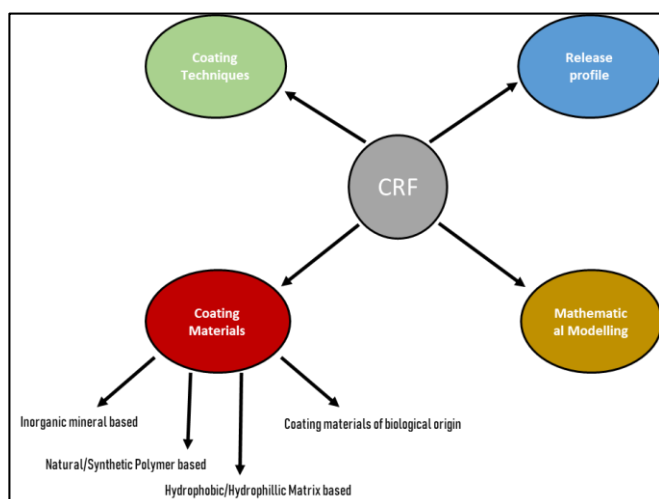 Coating
Techniques
Release
profile
CRF
Coating
Materials
Mathematic
al Modelling
Inorganic mineral based
Coating materials of biological origin
Natural/Synthetic Polymer based
Hydrophobic/Hydrophillic Matrix based